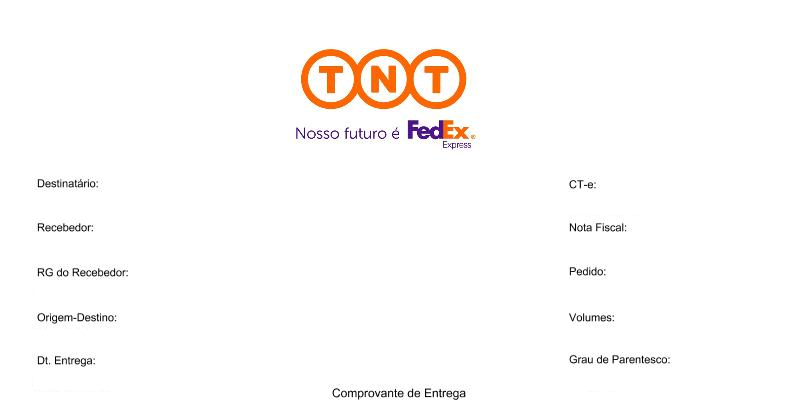 TNT
Nosso futuro é FedEx®
Express
Destinatário:
CT-e:
Recebedor:
Nota Fiscal:
RG do Recebedor:
Pedido:
Origem-Destino:
Volumes:
Dt. Entrega:
Grau de Parentesco:
Comprovante de Entrega